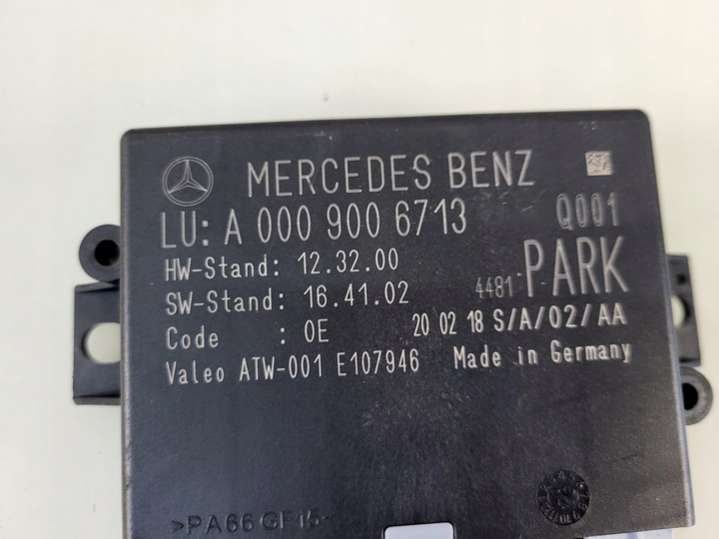 MERCEDES BENZ
LU: A 000 900 6713 Q001
HW-Stand: 12.32.00
4481 PARK
SW-Stand: 16.41.02
Code : 0E 20 02 18 S/A/02/AA
Valeo ATW-001 E107946 Made in Germany
>PA66 GF15<